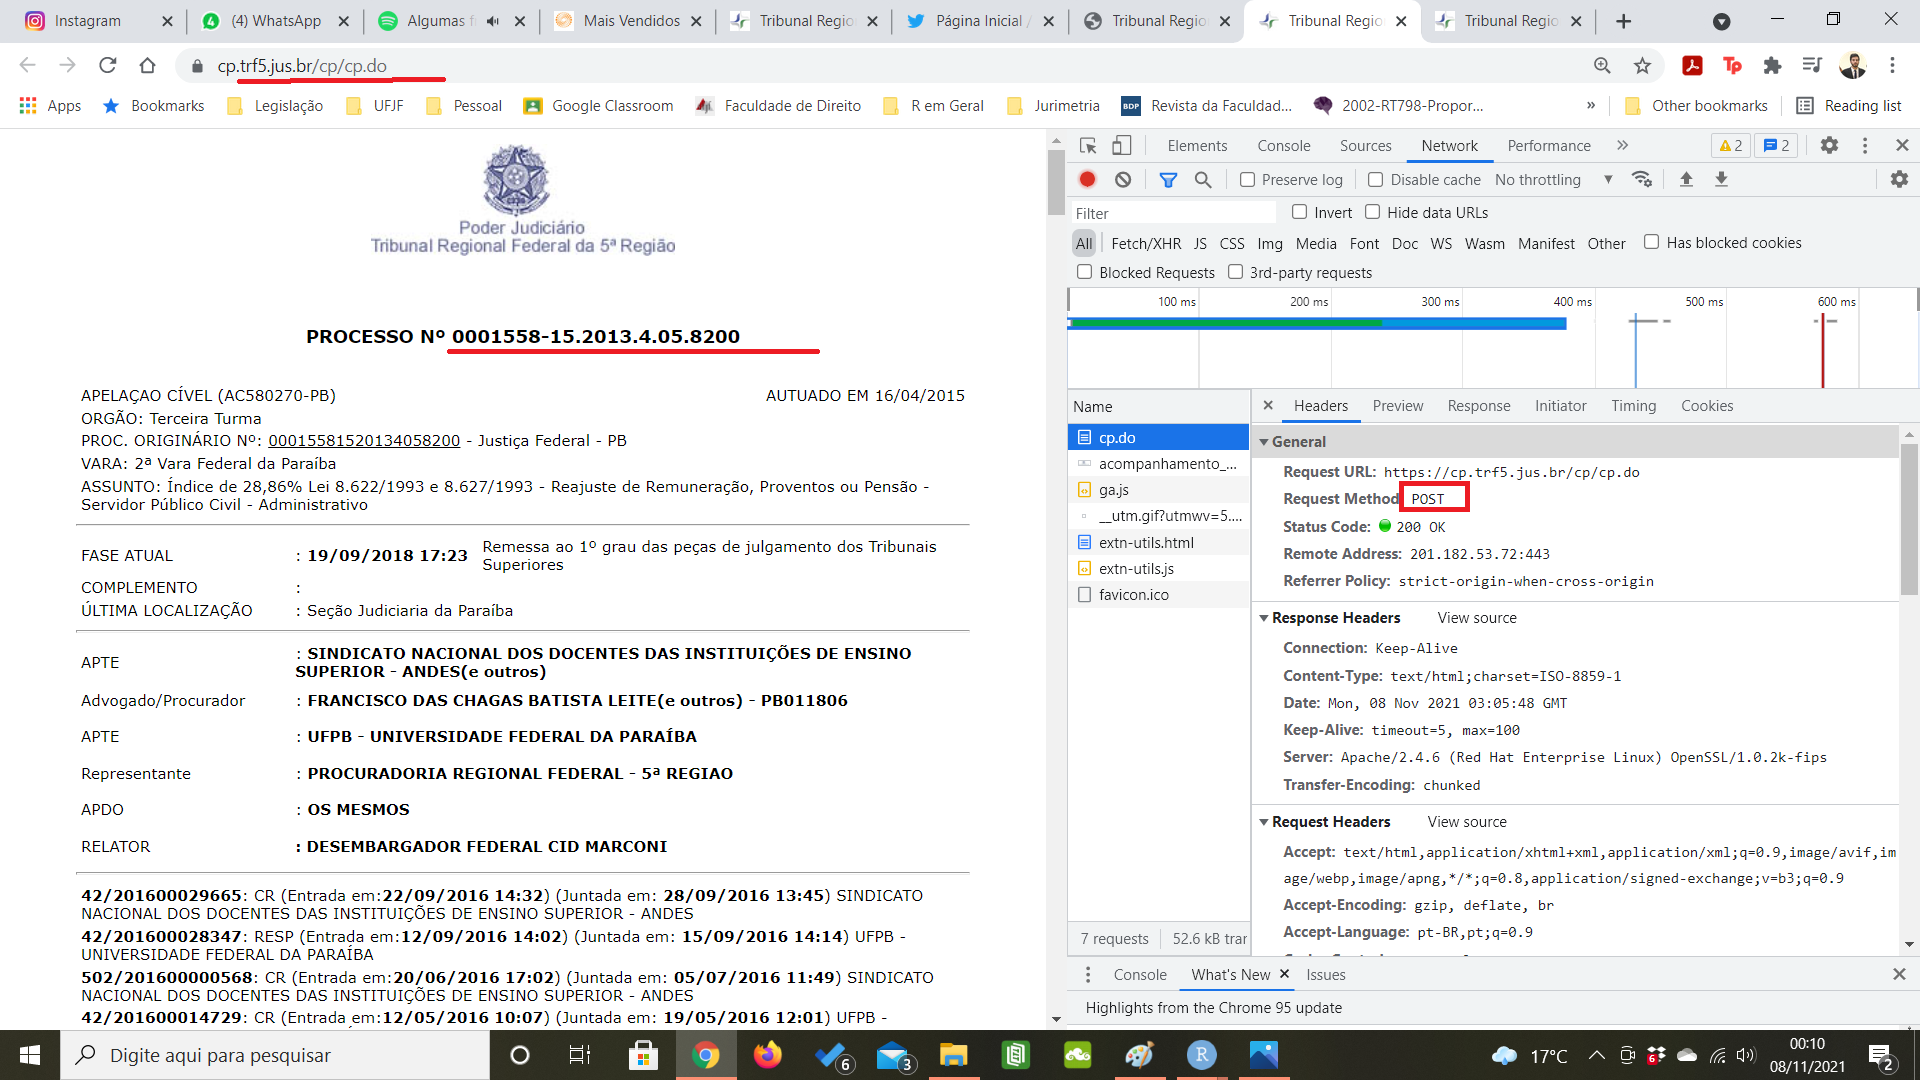 Instagram
(4) WhatsApp
Algumas f
Mais Vendidos
Tribunal Regio
Página Inicial /
Tribunal Regio
Tribunal Regio
Tribunal Regio
cp.trf5.jus.br/cp/cp.do
Apps
Bookmarks
Legislação
UFJF
Pessoal
Google Classroom
Faculdade de Direito
R em Geral
Jurimetria
BDP
Revista da Faculdad...
2002-RT798-Propor...
»
Other bookmarks
Reading list
Poder Judiciário
Tribunal Regional Federal da 5ª Região
PROCESSO Nº 0001558-15.2013.4.05.8200
APELAÇAO CÍVEL (AC580270-PB) AUTUADO EM 16/04/2015
ORGÃO: Terceira Turma
PROC. ORIGINÁRIO Nº: 00015581520134058200 - Justiça Federal - PB
VARA: 2ª Vara Federal da Paraíba
ASSUNTO: Índice de 28,86% Lei 8.622/1993 e 8.627/1993 - Reajuste de Remuneração, Proventos ou Pensão -
Servidor Público Civil - Administrativo
FASE ATUAL : 19/09/2018 17:23 Remessa ao 1º grau das peças de julgamento dos Tribunais
Superiores
COMPLEMENTO :
ÚLTIMA LOCALIZAÇÃO : Seção Judiciaria da Paraíba
APTE : SINDICATO NACIONAL DOS DOCENTES DAS INSTITUIÇÕES DE ENSINO
SUPERIOR - ANDES(e outros)
Advogado/Procurador : FRANCISCO DAS CHAGAS BATISTA LEITE(e outros) - PB011806
APTE : UFPB - UNIVERSIDADE FEDERAL DA PARAÍBA
Representante : PROCURADORIA REGIONAL FEDERAL - 5ª REGIAO
APDO : OS MESMOS
RELATOR : DESEMBARGADOR FEDERAL CID MARCONI
42/201600029665: CR (Entrada em:22/09/2016 14:32) (Juntada em: 28/09/2016 13:45) SINDICATO
NACIONAL DOS DOCENTES DAS INSTITUIÇÕES DE ENSINO SUPERIOR - ANDES
42/201600028347: RESP (Entrada em:12/09/2016 14:02) (Juntada em: 15/09/2016 14:14) UFPB -
UNIVERSIDADE FEDERAL DA PARAÍBA
502/201600000568: CR (Entrada em:20/06/2016 17:02) (Juntada em: 05/07/2016 11:49) SINDICATO
NACIONAL DOS DOCENTES DAS INSTITUIÇÕES DE ENSINO SUPERIOR - ANDES
42/201600014729: CR (Entrada em:12/05/2016 10:07) (Juntada em: 19/05/2016 12:01) UFPB -
Elements
Console
Sources
Network
Performance
»
2
2
Preserve log
Disable cache
No throttling
Filter
Invert
Hide data URLs
All
Fetch/XHR
JS
CSS
Img
Media
Font
Doc
WS
Wasm
Manifest
Other
Has blocked cookies
Blocked Requests
3rd-party requests
100 ms
200 ms
300 ms
400 ms
500 ms
600 ms
Name
cp.do
acompanhamento_...
ga.js
__utm.gif?utmwv=5....
extn-utils.html
extn-utils.js
favicon.ico
7 requests
52.6 kB trar
Headers
Preview
Response
Initiator
Timing
Cookies
General
Request URL: https://cp.trf5.jus.br/cp/cp.do
Request Method POST
Status Code: 200 OK
Remote Address: 201.182.53.72:443
Referrer Policy: strict-origin-when-cross-origin
Response Headers View source
Connection: Keep-Alive
Content-Type: text/html;charset=ISO-8859-1
Date: Mon, 08 Nov 2021 03:05:48 GMT
Keep-Alive: timeout=5, max=100
Server: Apache/2.4.6 (Red Hat Enterprise Linux) OpenSSL/1.0.2k-fips
Transfer-Encoding: chunked
Request Headers View source
Accept: text/html,application/xhtml+xml,application/xml;q=0.9,image/avif,im
age/webp,image/apng,*/*;q=0.8,application/signed-exchange;v=b3;q=0.9
Accept-Encoding: gzip, deflate, br
Accept-Language: pt-BR,pt;q=0.9
Console
What's New
Issues
Highlights from the Chrome 95 update
Digite aqui para pesquisar
6
3
R
17°C
6
00:10
08/11/2021
2